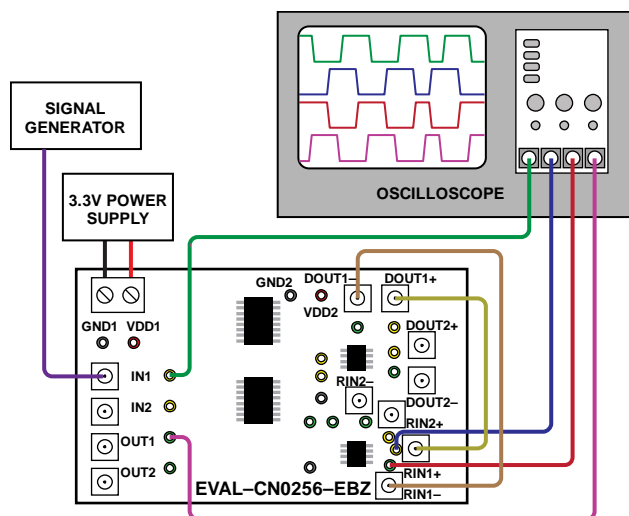 SIGNAL
GENERATOR
OSCILLOSCOPE
3.3V POWER
SUPPLY
GND2
DOUT1–
DOUT1+
VDD2
GND1
VDD1
DOUT2+
IN1
RIN2–
IN2
DOUT2–
RIN2+
OUT1
OUT2
RIN1+
EVAL–CN0256–EBZ
RIN1–